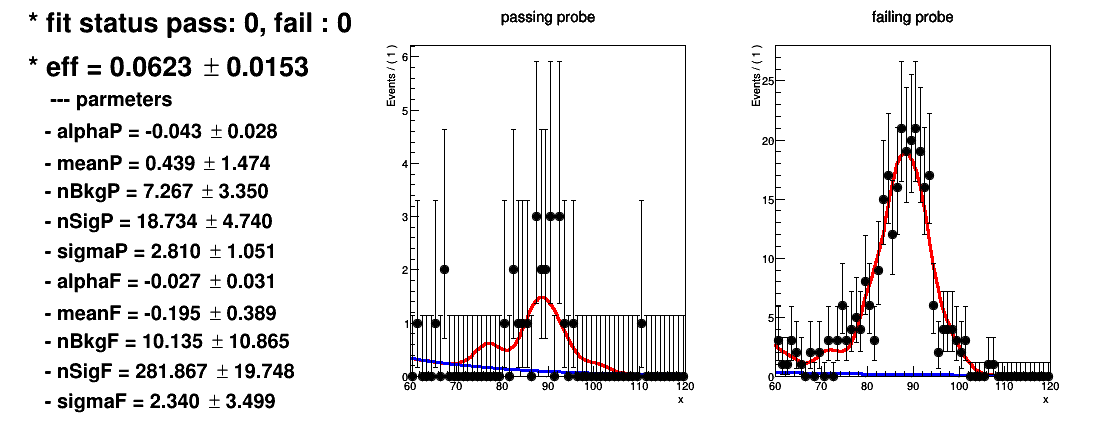 * fit status pass: 0, fail : 0
* eff = 0.0623 ± 0.0153
--- parmeters
- alphaP = -0.043 ± 0.028
- meanP = 0.439 ± 1.474
- nBkgP = 7.267 ± 3.350
- nSigP = 18.734 ± 4.740
- sigmaP = 2.810 ± 1.051
- alphaF = -0.027 ± 0.031
- meanF = -0.195 ± 0.389
- nBkgF = 10.135 ± 10.865
- nSigF = 281.867 ± 19.748
- sigmaF = 2.340 ± 3.499
passing probe
Events / ( 1 )
6
5
4
3
2
1
0
60 70 80 90 100 110 120
x
failing probe
Events / ( 1 )
25
20
15
10
5
0
60 70 80 90 100 110 120
x